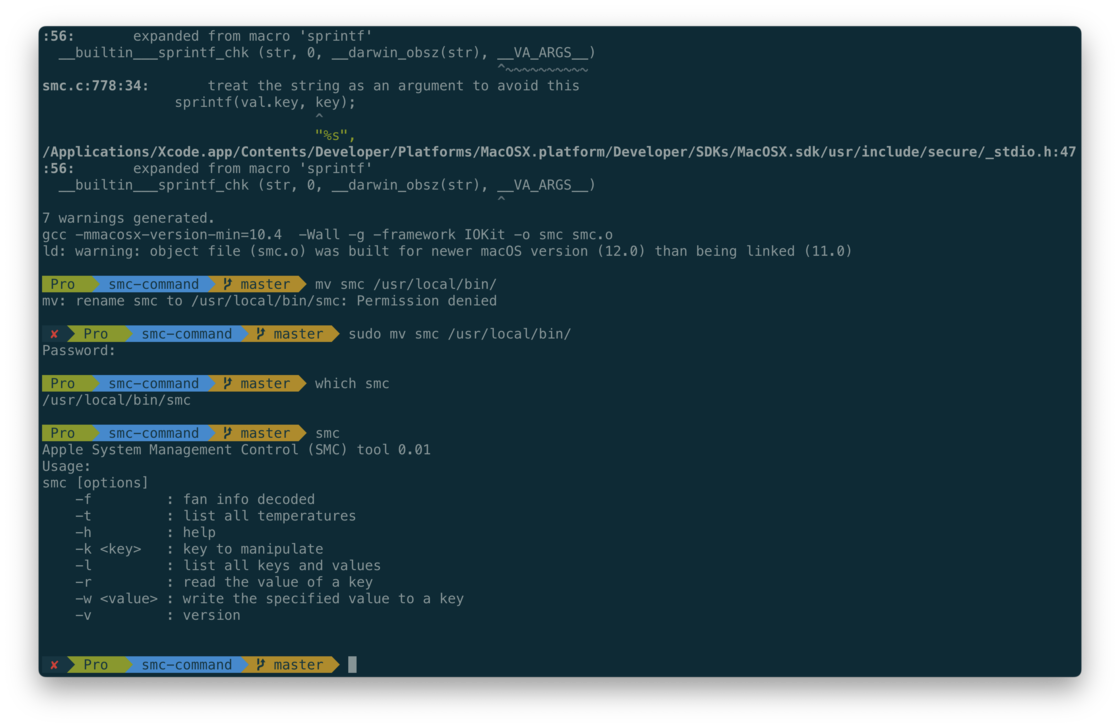 :56:       expanded from macro 'sprintf'
  __builtin___sprintf_chk (str, 0, __darwin_obsz(str), __VA_ARGS__)
                                                       ^~~~~~~~~~~
smc.c:778:34:       treat the string as an argument to avoid this
                sprintf(val.key, key);
                                 ^
                                 "%s",
/Applications/Xcode.app/Contents/Developer/Platforms/MacOSX.platform/Developer/SDKs/MacOSX.sdk/usr/include/secure/_stdio.h:47
:56:       expanded from macro 'sprintf'
  __builtin___sprintf_chk (str, 0, __darwin_obsz(str), __VA_ARGS__)
                                                       ^
7 warnings generated.
gcc -mmacosx-version-min=10.4  -Wall -g -framework IOKit -o smc smc.o
ld: warning: object file (smc.o) was built for newer macOS version (12.0) than being linked (11.0)
Pro smc-command master mv smc /usr/local/bin/
mv: rename smc to /usr/local/bin/smc: Permission denied
✘ Pro smc-command master sudo mv smc /usr/local/bin/
Password:
Pro smc-command master which smc
/usr/local/bin/smc
Pro smc-command master smc
Apple System Management Control (SMC) tool 0.01
Usage:
smc [options]
    -f         : fan info decoded
    -t         : list all temperatures
    -h         : help
    -k <key>   : key to manipulate
    -l         : list all keys and values
    -r         : read the value of a key
    -w <value> : write the specified value to a key
    -v         : version
✘ Pro smc-command master